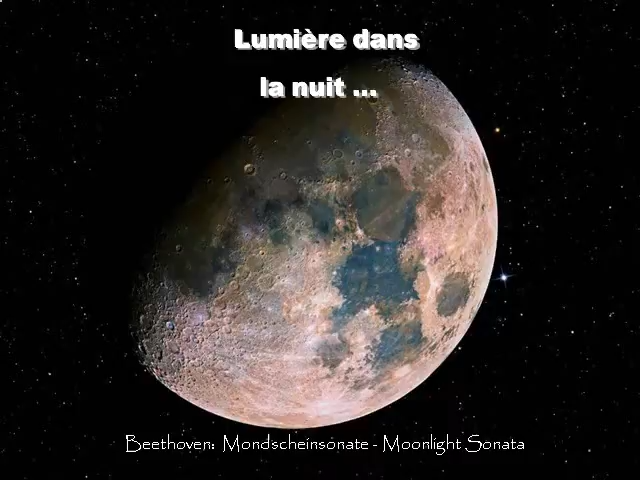 Lumière dans
la nuit ...
Beethoven: Mondscheinsonate - Moonlight Sonata